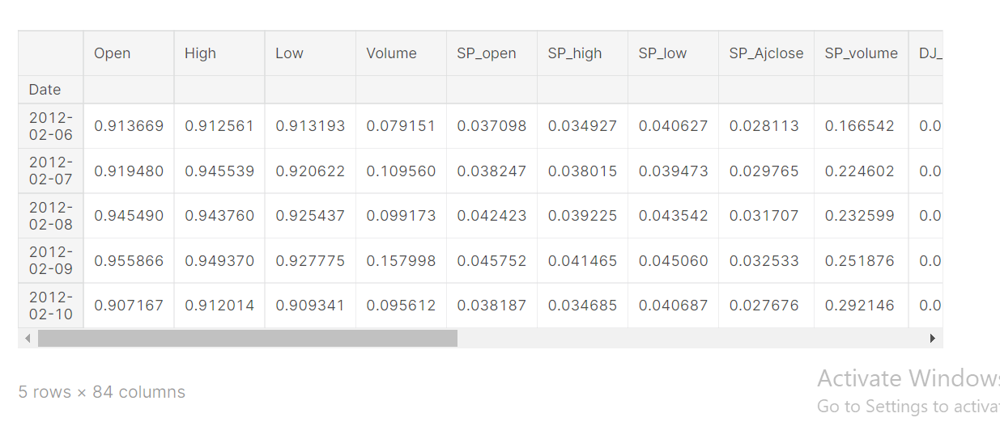 Open High Low Volume SP_open SP_high SP_low SP_Ajclose SP_volume DJ_
Date
2012-
02-06 0.913669 0.912561 0.913193 0.079151 0.037098 0.034927 0.040627 0.028113 0.166542 0.0
2012-
02-07 0.919480 0.945539 0.920622 0.109560 0.038247 0.038015 0.039473 0.029765 0.224602 0.0
2012-
02-08 0.945490 0.943760 0.925437 0.099173 0.042423 0.039225 0.043542 0.031707 0.232599 0.0
2012-
02-09 0.955866 0.949370 0.927775 0.157998 0.045752 0.041465 0.045060 0.032533 0.251876 0.0
2012-
02-10 0.907167 0.912014 0.909341 0.095612 0.038187 0.034685 0.040687 0.027676 0.292146 0.0
5 rows × 84 columns
Activate Windows
Go to Settings to activa